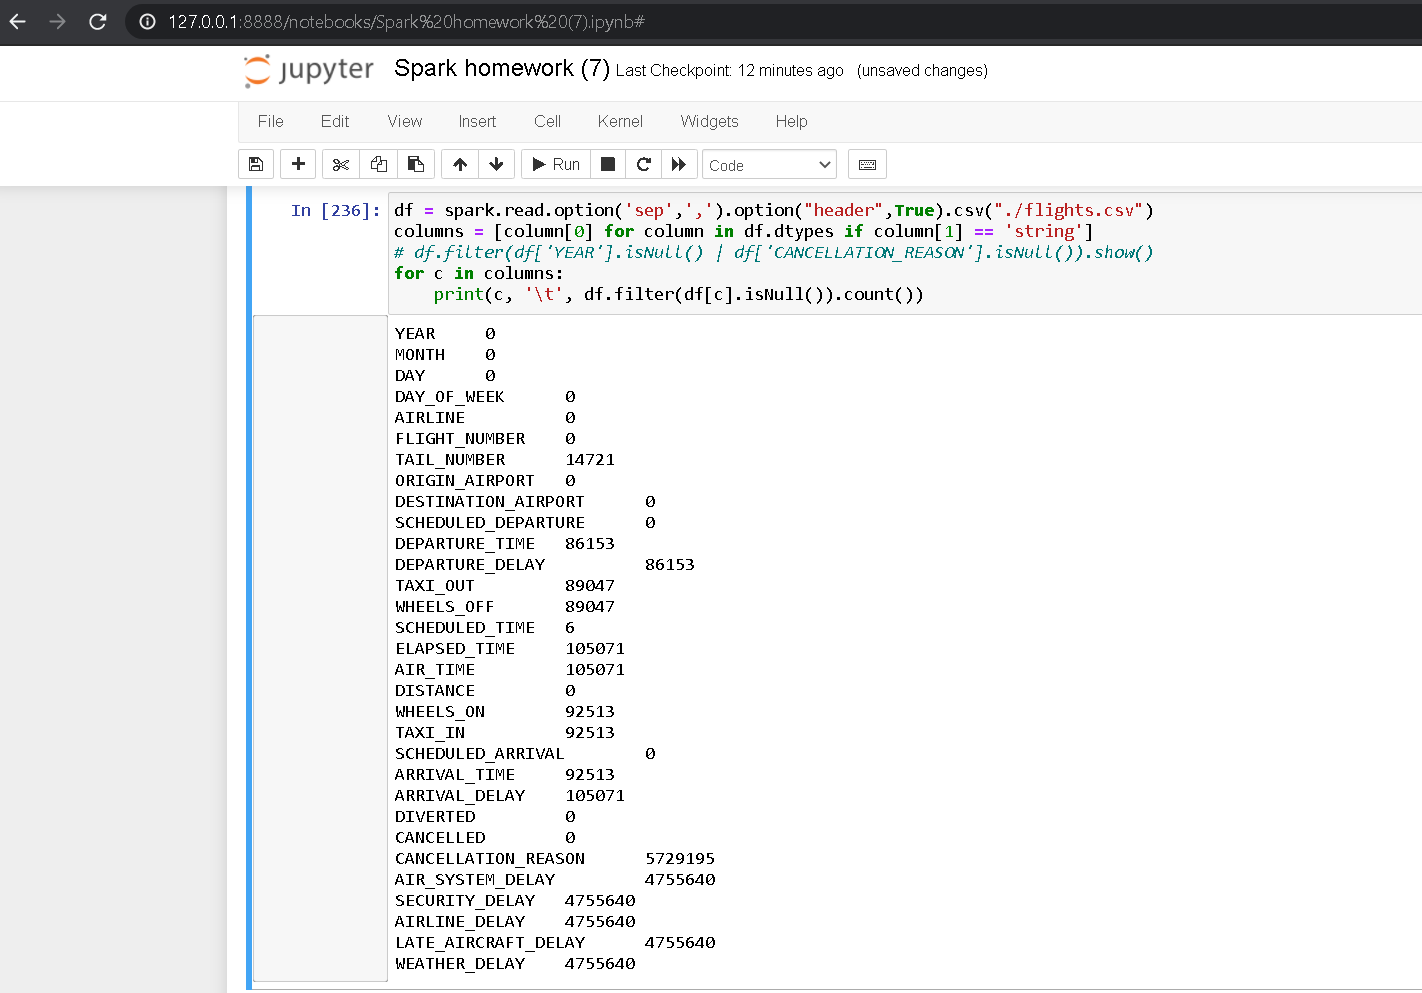 127.0.0.1:8888/notebooks/Spark%20homework%20(7).ipynb#
jupyter Spark homework (7) Last Checkpoint: 12 minutes ago (unsaved changes)
File Edit View Insert Cell Kernel Widgets Help
Run Code
In [236]: df = spark.read.option('sep',',').option("header",True).csv("./flights.csv")
columns = [column[0] for column in df.dtypes if column[1] == 'string']
# df.filter(df['YEAR'].isNull() | df['CANCELLATION_REASON'].isNull()).show()
for c in columns:
    print(c, '\t', df.filter(df[c].isNull()).count())
YEAR 0
MONTH 0
DAY 0
DAY_OF_WEEK 0
AIRLINE 0
FLIGHT_NUMBER 0
TAIL_NUMBER 14721
ORIGIN_AIRPORT 0
DESTINATION_AIRPORT 0
SCHEDULED_DEPARTURE 0
DEPARTURE_TIME 86153
DEPARTURE_DELAY 86153
TAXI_OUT 89047
WHEELS_OFF 89047
SCHEDULED_TIME 6
ELAPSED_TIME 105071
AIR_TIME 105071
DISTANCE 0
WHEELS_ON 92513
TAXI_IN 92513
SCHEDULED_ARRIVAL 0
ARRIVAL_TIME 92513
ARRIVAL_DELAY 105071
DIVERTED 0
CANCELLED 0
CANCELLATION_REASON 5729195
AIR_SYSTEM_DELAY 4755640
SECURITY_DELAY 4755640
AIRLINE_DELAY 4755640
LATE_AIRCRAFT_DELAY 4755640
WEATHER_DELAY 4755640